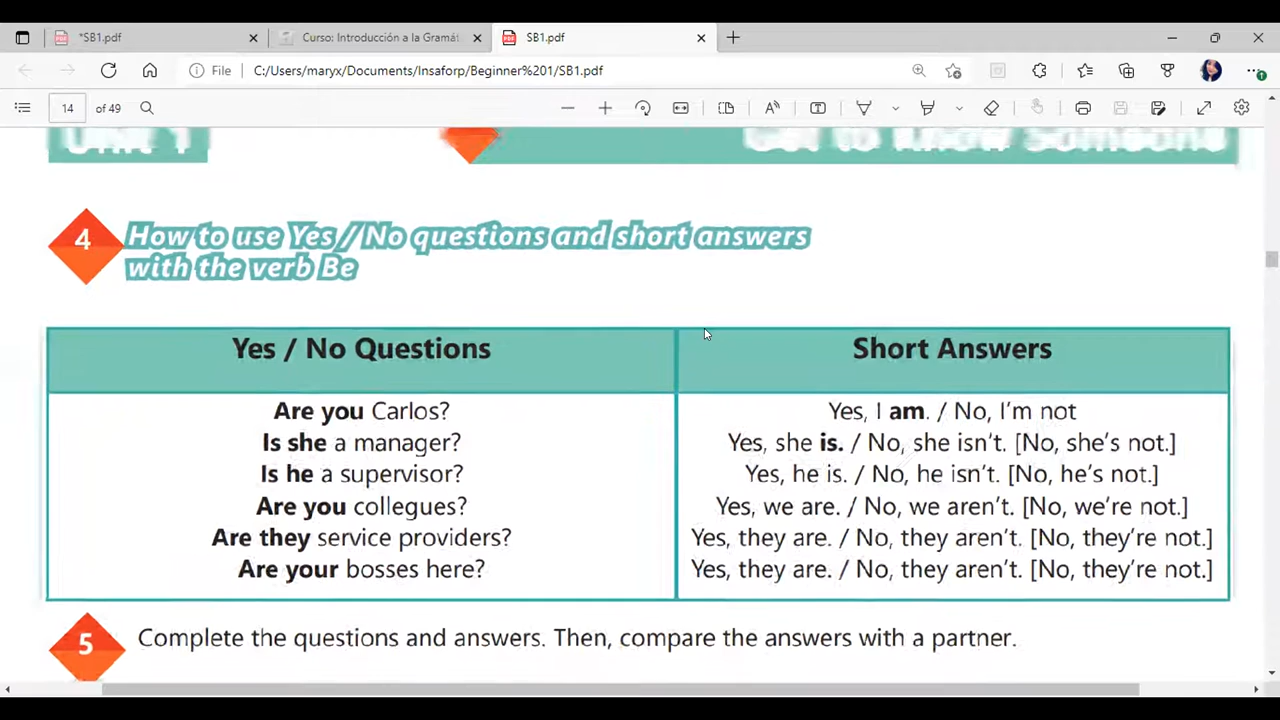 *SB1.pdf
Curso: Introducción a la Gramát
SB1.pdf
File
C:/Users/maryx/Documents/Insaforp/Beginner%201/SB1.pdf
14 of 49
Unit 1
Get to Know Someone
4
How to use Yes / No questions and short answers
with the verb Be
Yes / No Questions
Short Answers
Are you Carlos?
Yes, I am. / No, I'm not
Is she a manager?
Yes, she is. / No, she isn't. [No, she's not.]
Is he a supervisor?
Yes, he is. / No, he isn't. [No, he's not.]
Are you collegues?
Yes, we are. / No, we aren't. [No, we're not.]
Are they service providers?
Yes, they are. / No, they aren't. [No, they're not.]
Are your bosses here?
Yes, they are. / No, they aren't. [No, they're not.]
5
Complete the questions and answers. Then, compare the answers with a partner.